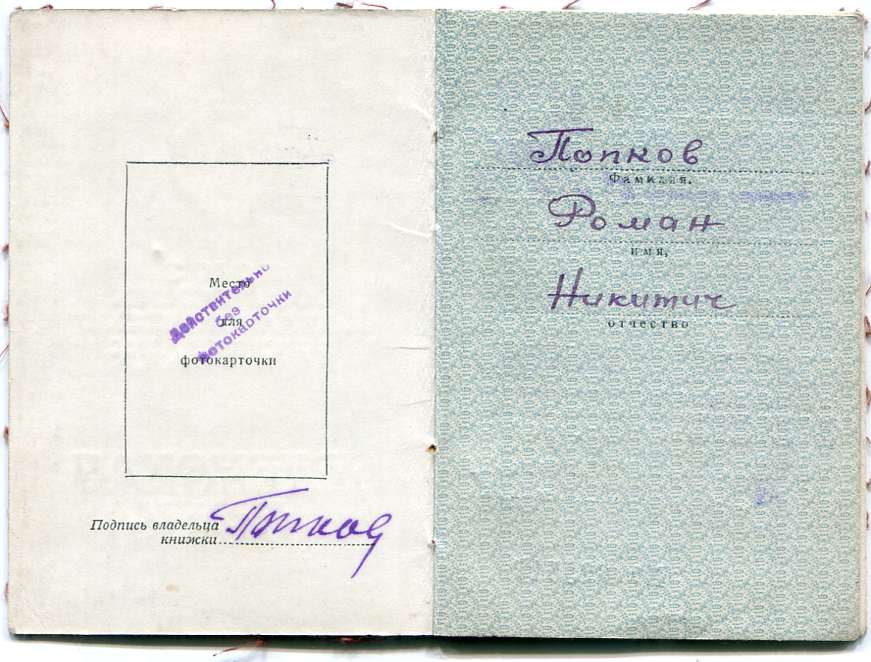 Место
для
фотокарточки
Действительно
без
фотокарточки
Подпись владельца
книжки
Попков
Попков
Фамилия,
Роман
имя,
Никитич
отчество